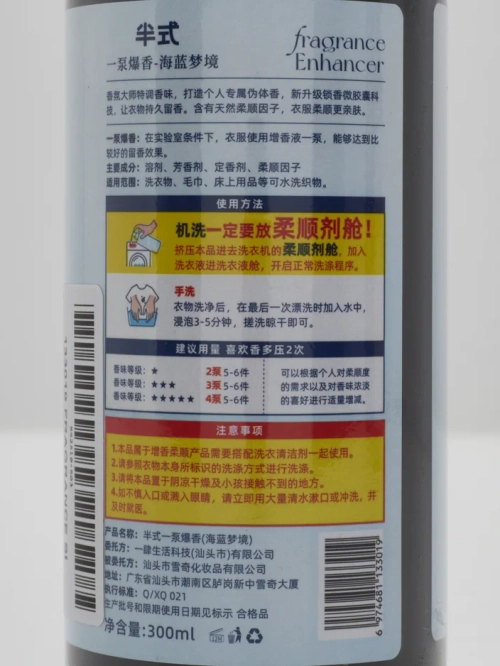 半式
fragrance
Enhancer
一泵爆香-海蓝梦境
香氛大师特调香味，打造个人专属伪体香，新升级锁香微胶囊科
技，让衣物持久留香。含有天然柔顺因子，衣服柔顺更亲肤。
一泵爆香：在实验室条件下，衣服使用增香液一泵，能够达到比
较好的留香效果。
主要成分：溶剂、芳香剂、定香剂、柔顺因子
适用范围：洗衣物、毛巾、床上用品等可水洗织物。
使用方法
机洗一定要放柔顺剂舱！
挤压本品进去洗衣机的柔顺剂舱，加入
洗衣液进洗衣液舱，开启正常洗涤程序。
手洗
衣物洗净后，在最后一次漂洗时加入水中，
浸泡3-5分钟，搓洗晾干即可。
建议用量 喜欢香多压2次
香味等级：★ 2泵 5-6件
香味等级：★★★ 3泵 5-6件
香味等级：★★★★★ 4泵 5-6件
可以根据个人对柔顺度
的需求以及对香味浓淡
的喜好进行适量增减。
注意事项
1.本品属于增香柔顺产品需要搭配洗衣清洁剂一起使用。
2.请参照衣物本身所标识的洗涤方式进行洗涤。
3.请将本品置于阴凉干燥及小孩接触不到的地方。
4.如不慎入口或溅入眼睛，请立即用大量清水漱口或冲洗，并
及时就医。
产品名称：半式一泵爆香(海蓝梦境)
委托方：一肆生活科技(汕头市)有限公司
被委托方：汕头市雪奇化妆品有限公司
地址：广东省汕头市潮南区胪岗新中雪奇大厦
执行标准：Q/XQ 021
生产批号和限期使用日期见标示 合格品
净含量：300ml
12M
6 974681 133019